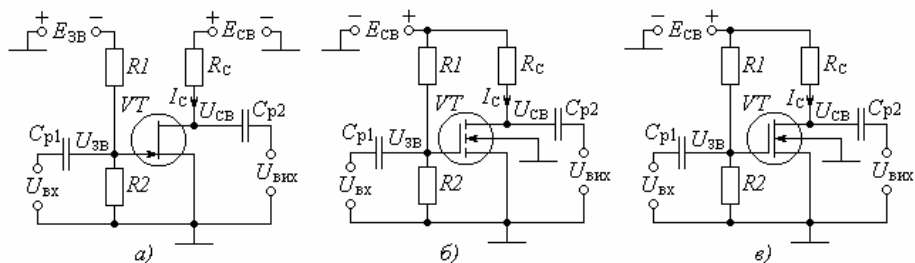 + E_ЗВ − + E_СВ −
R1 R_С
I_С
VT U_СВ C_р2
C_р1 U_ЗВ
U_вх R2 U_вих
а)
− E_СВ +
R1 R_С
I_С
VT U_СВ C_р2
C_р1 U_ЗВ
U_вх R2 U_вих
б)
− E_СВ +
R1 R_С
I_С
VT U_СВ C_р2
C_р1 U_ЗВ
U_вх R2 U_вих
в)